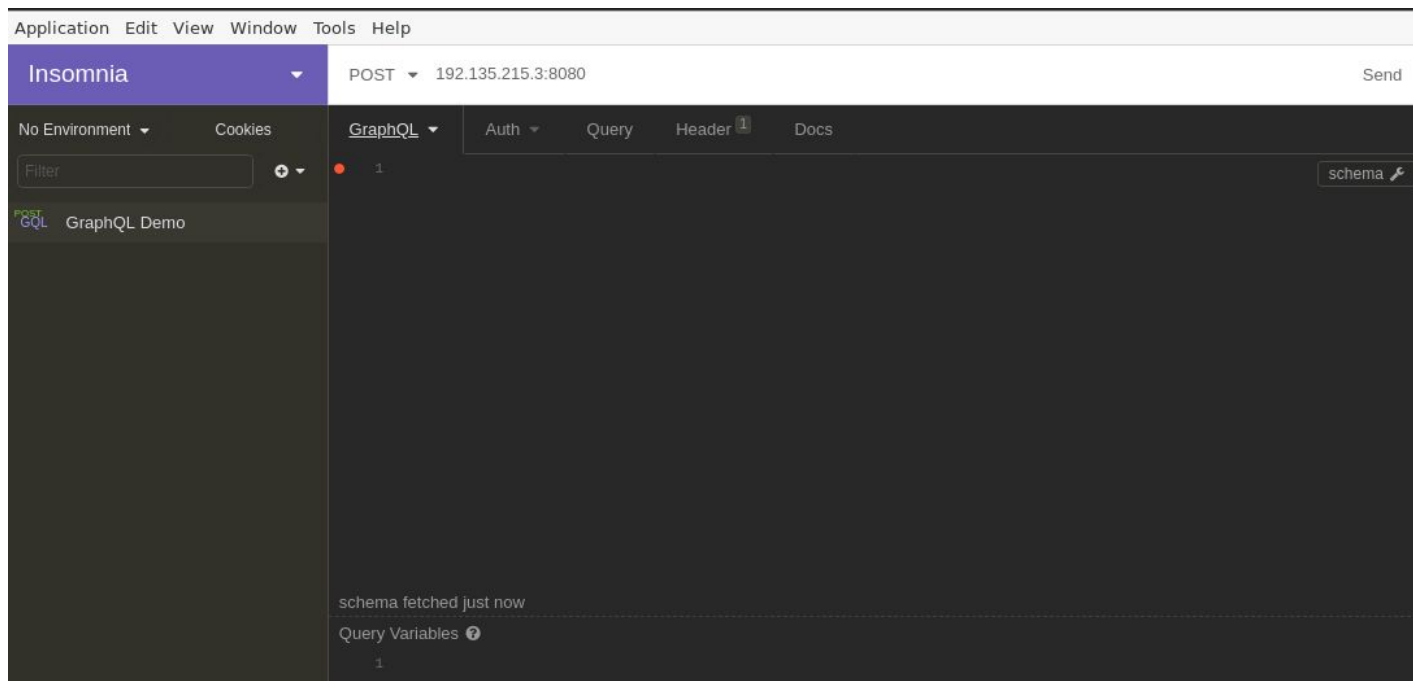 Application Edit View Window Tools Help
Insomnia
POST 192.135.215.3:8080 Send
No Environment Cookies
GraphQL Auth Query Header 1 Docs
Filter
1
schema
POST
GQL GraphQL Demo
schema fetched just now
Query Variables ?
1